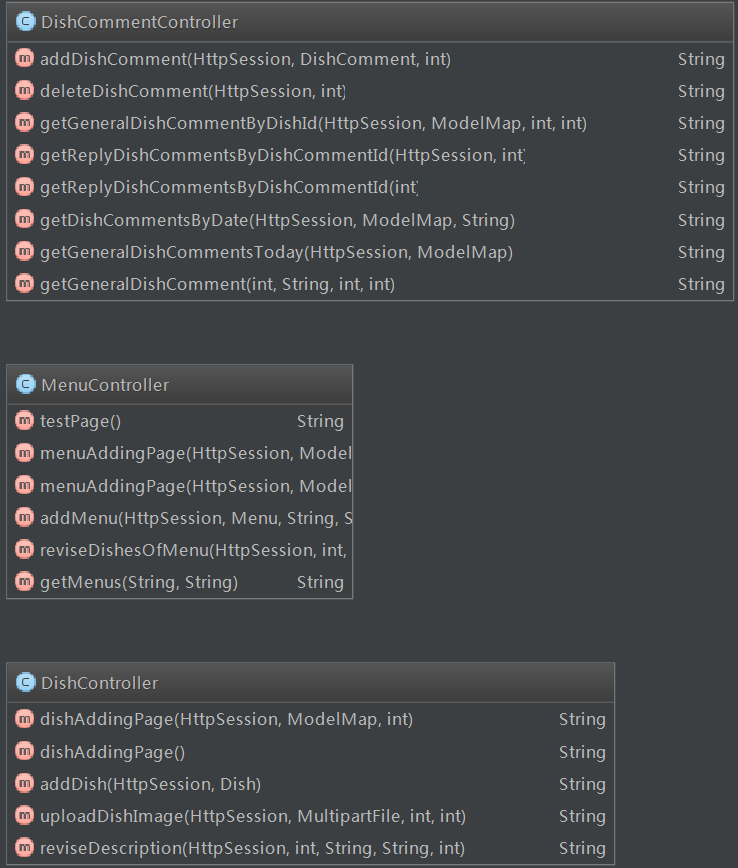 C DishCommentController
m addDishComment(HttpSession, DishComment, int) String
m deleteDishComment(HttpSession, int) String
m getGeneralDishCommentByDishId(HttpSession, ModelMap, int, int) String
m getReplyDishCommentsByDishCommentId(HttpSession, int) String
m getReplyDishCommentsByDishCommentId(int) String
m getDishCommentsByDate(HttpSession, ModelMap, String) String
m getGeneralDishCommentsToday(HttpSession, ModelMap) String
m getGeneralDishComment(int, String, int, int) String
C MenuController
m testPage() String
m menuAddingPage(HttpSession, Model
m menuAddingPage(HttpSession, Model
m addMenu(HttpSession, Menu, String, S
m reviseDishesOfMenu(HttpSession, int,
m getMenus(String, String) String
C DishController
m dishAddingPage(HttpSession, ModelMap, int) String
m dishAddingPage() String
m addDish(HttpSession, Dish) String
m uploadDishImage(HttpSession, MultipartFile, int, int) String
m reviseDescription(HttpSession, int, String, String, int) String